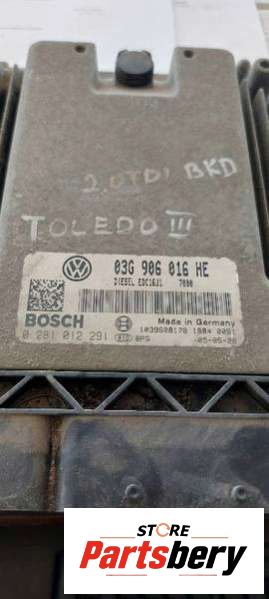 2.0TDI BKD
TOLEDO III
03G 906 016 HE
DIESEL EDC16U1 7080
BOSCH
Made in Germany
0 281 012 291
STORE
Partsbery